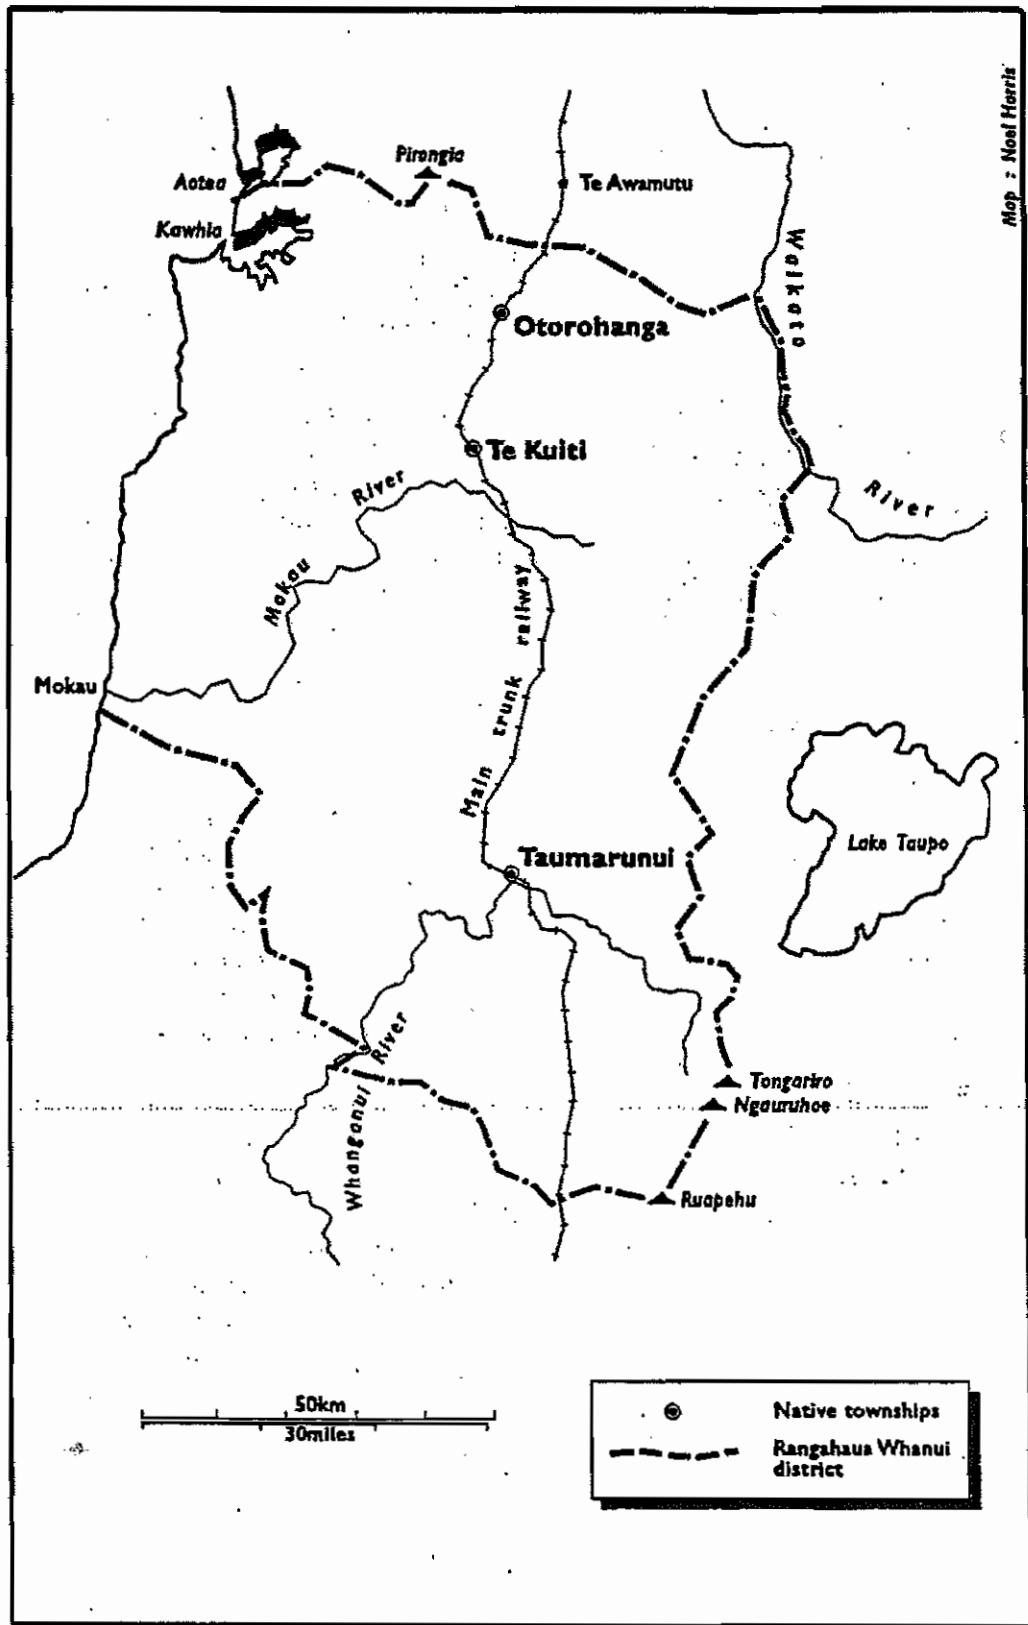 Map : Noel Harris
Pirongia
Aotea
Te Awamutu
Kawhia
Waikato
River
Otorohanga
Te Kuiti
Mokau
River
Main trunk railway
Mokau
Lake Taupo
Taumarunui
Whanganui
River
Tongariro
Ngauruhoe
Ruapehu
50km
30miles
Native townships
Rangahaua Whanui
district